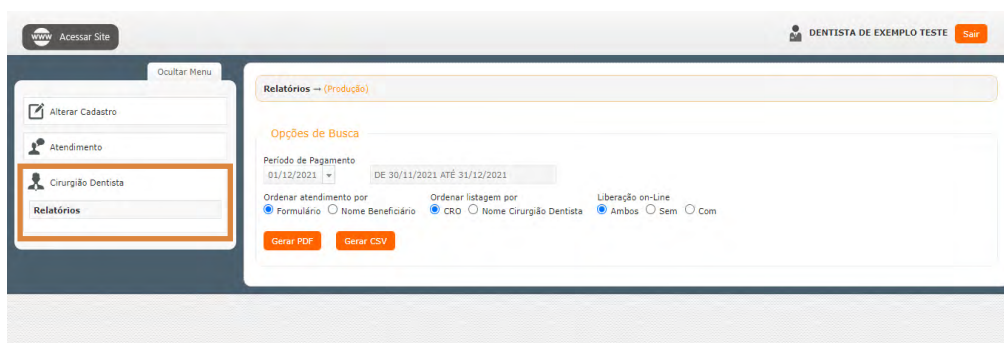 www Acessar Site
DENTISTA DE EXEMPLO TESTE Sair
Ocultar Menu
Alterar Cadastro
Atendimento
Cirurgião Dentista
Relatórios
Relatórios → (Produção)
Opções de Busca
Período de Pagamento
01/12/2021 DE 30/11/2021 ATÉ 31/12/2021
Ordenar atendimento por Ordenar listagem por Liberação on-Line
Formulário Nome Beneficiário CRO Nome Cirurgião Dentista Ambos Sem Com
Gerar PDF Gerar CSV